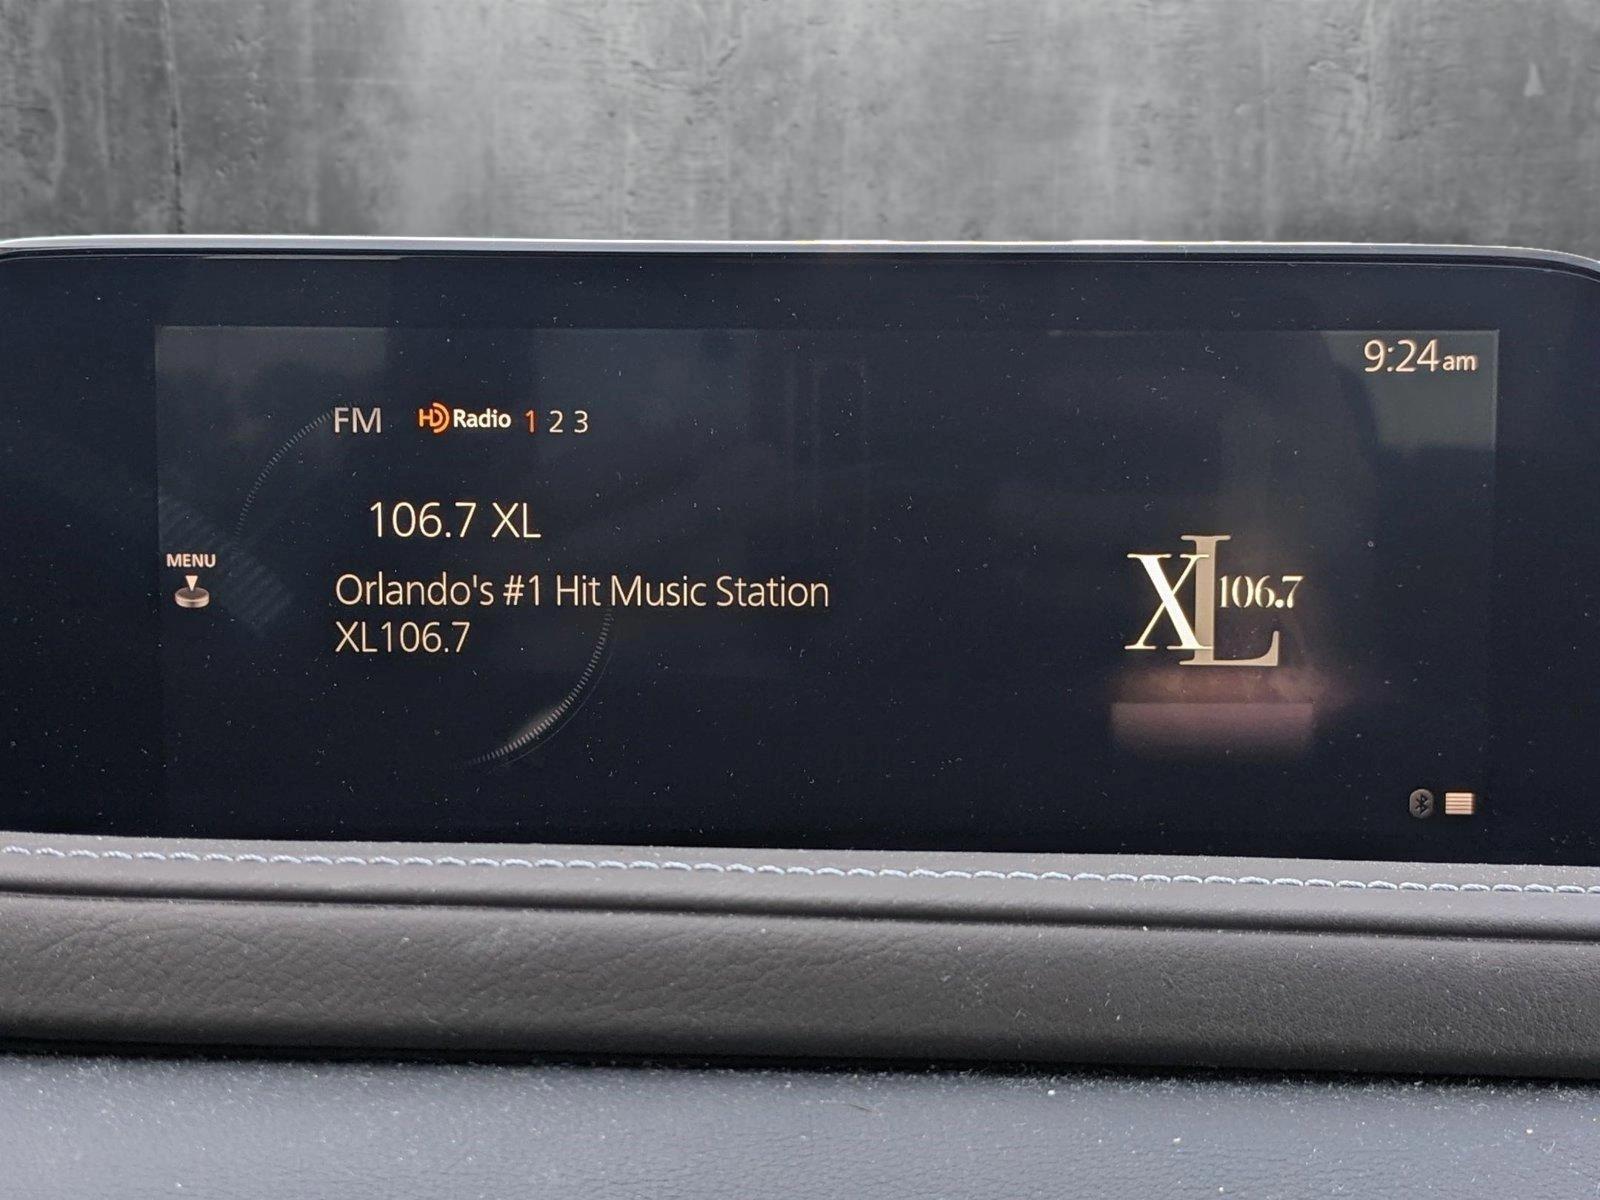 9:24am
FM HD Radio 1 2 3
106.7 XL
MENU
Orlando's #1 Hit Music Station
XL106.7
XL 106.7